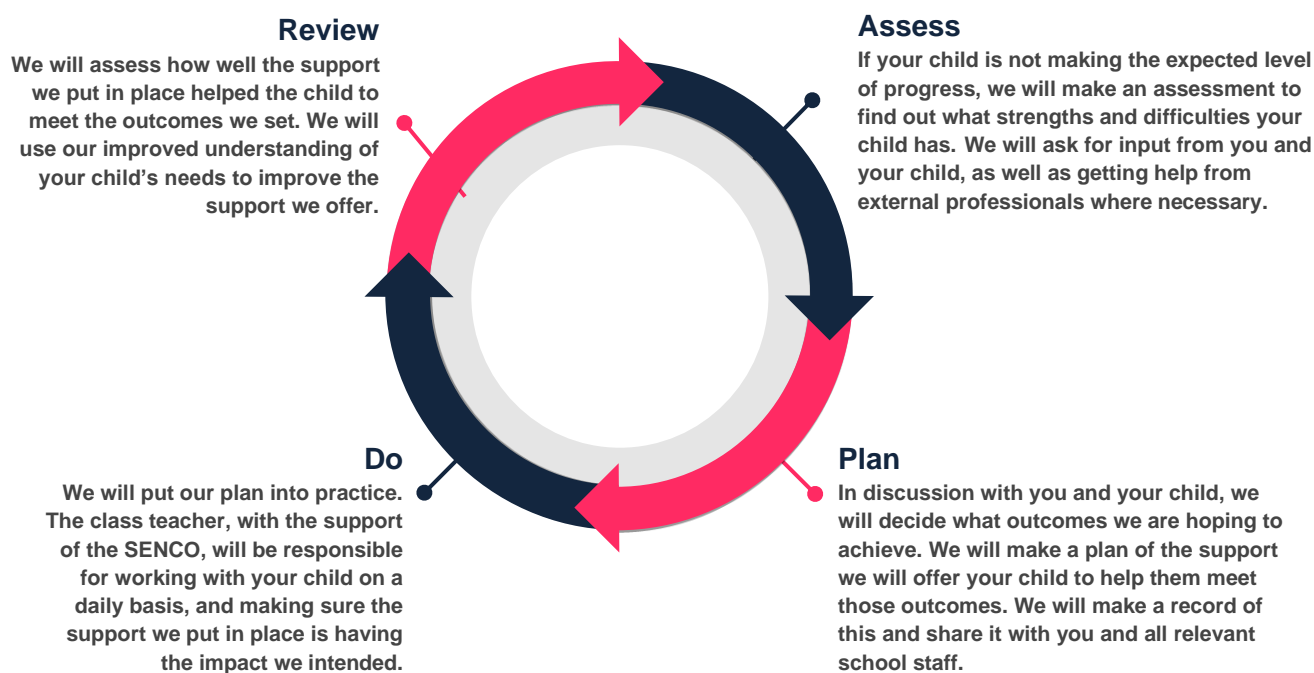 Review
We will assess how well the support
we put in place helped the child to
meet the outcomes we set. We will
use our improved understanding of
your child’s needs to improve the
support we offer.
Assess
If your child is not making the expected level
of progress, we will make an assessment to
find out what strengths and difficulties your
child has. We will ask for input from you and
your child, as well as getting help from
external professionals where necessary.
Do
We will put our plan into practice.
The class teacher, with the support
of the SENCO, will be responsible
for working with your child on a
daily basis, and making sure the
support we put in place is having
the impact we intended.
Plan
In discussion with you and your child, we
will decide what outcomes we are hoping to
achieve. We will make a plan of the support
we will offer your child to help them meet
those outcomes. We will make a record of
this and share it with you and all relevant
school staff.